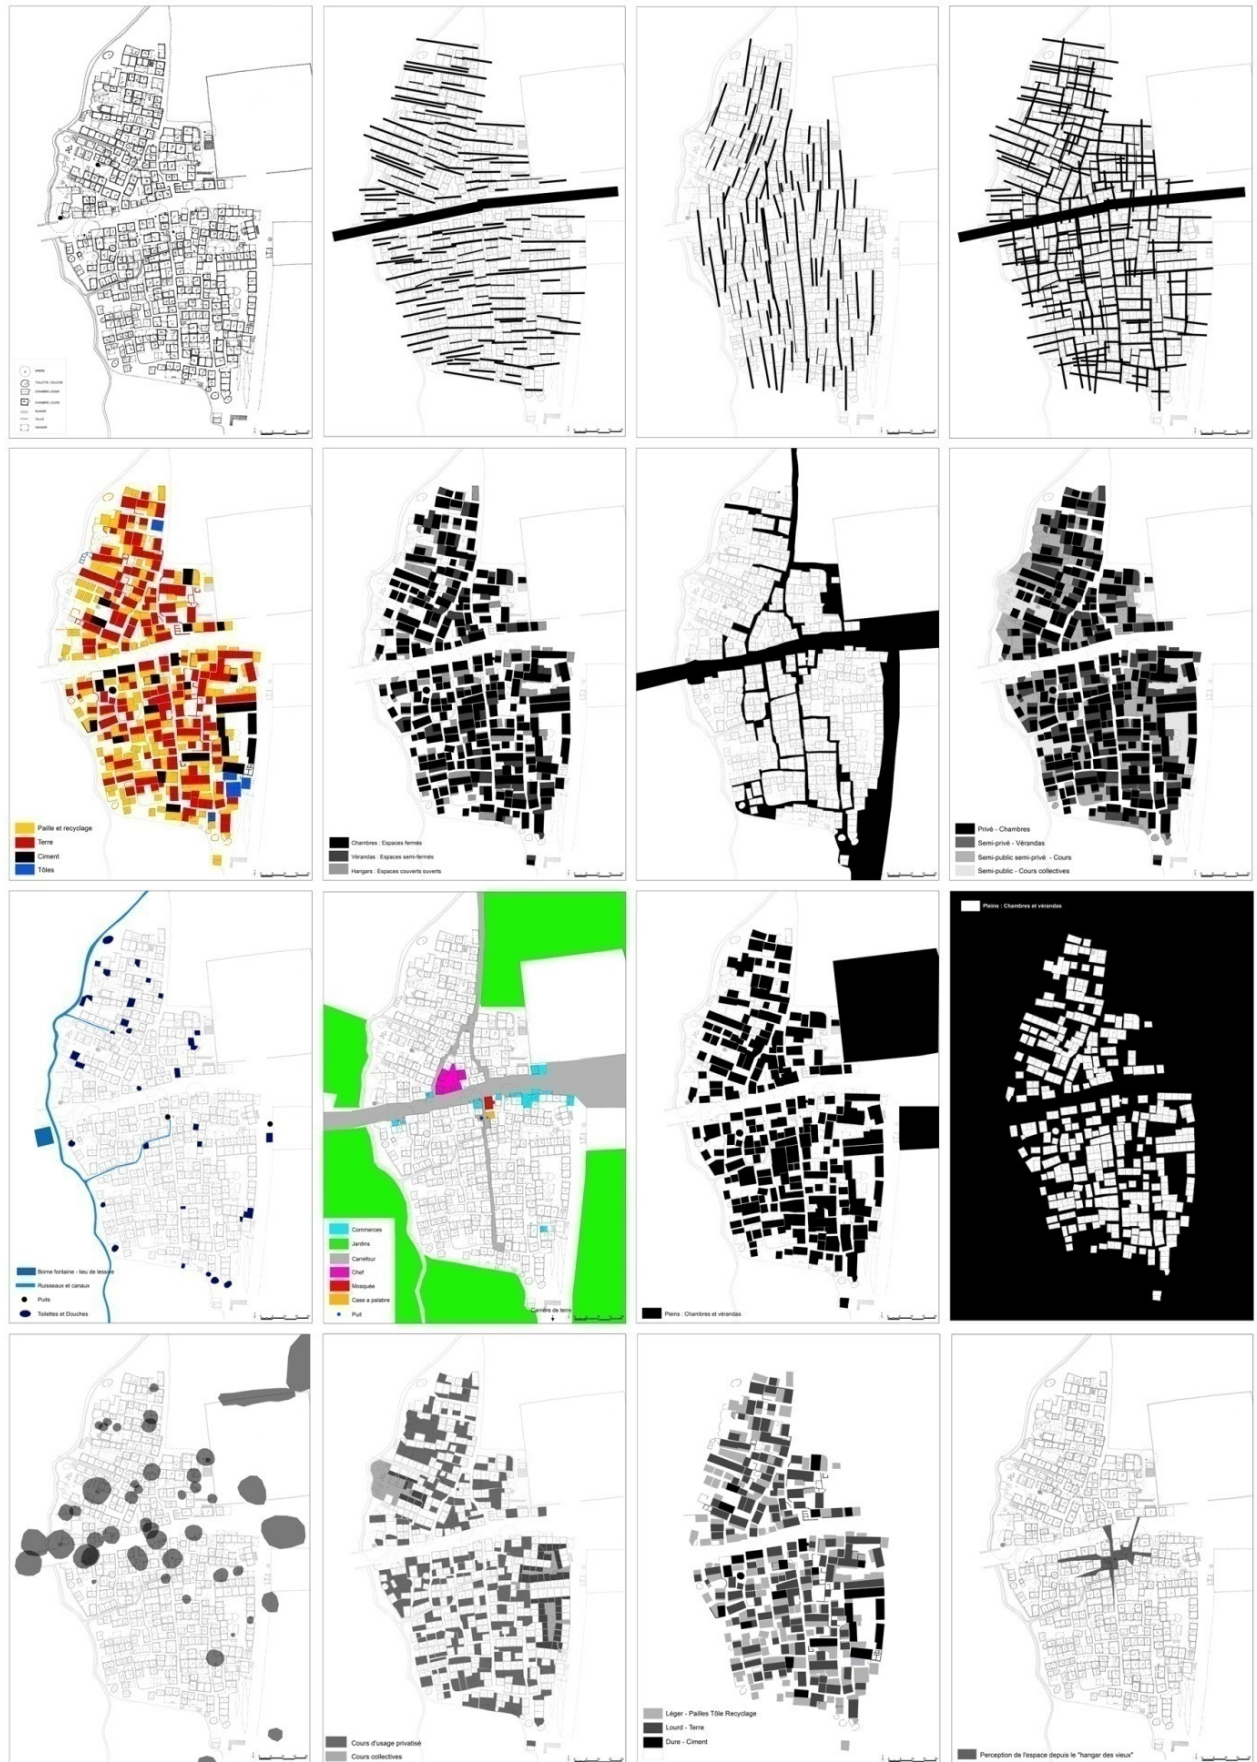 Paille et recyclage
Terre
Ciment
Tôles
Chambres : Espaces fermés
Vérandas : Espaces semi-fermés
Hangars : Espaces couverts ouverts
Privé - Chambres
Semi-privé - Vérandas
Semi-public semi-privé - Cours
Semi-public - Cours collectives
Borne fontaine - lieu de lessive
Ruisseaux et canaux
Puits
Toilettes et Douches
Commerces
Jardins
Carrefour
Chef
Mosquée
Case a palabre
Puit
Carrière de terre
Pleins : Chambres et vérandas
Pleins : Chambres et vérandas
Cours d'usage privatisé
Cours collectives
Léger - Pailles Tôle Recyclage
Lourd - Terre
Dure - Ciment
Perception de l'espace depuis le "hangar des vieux"